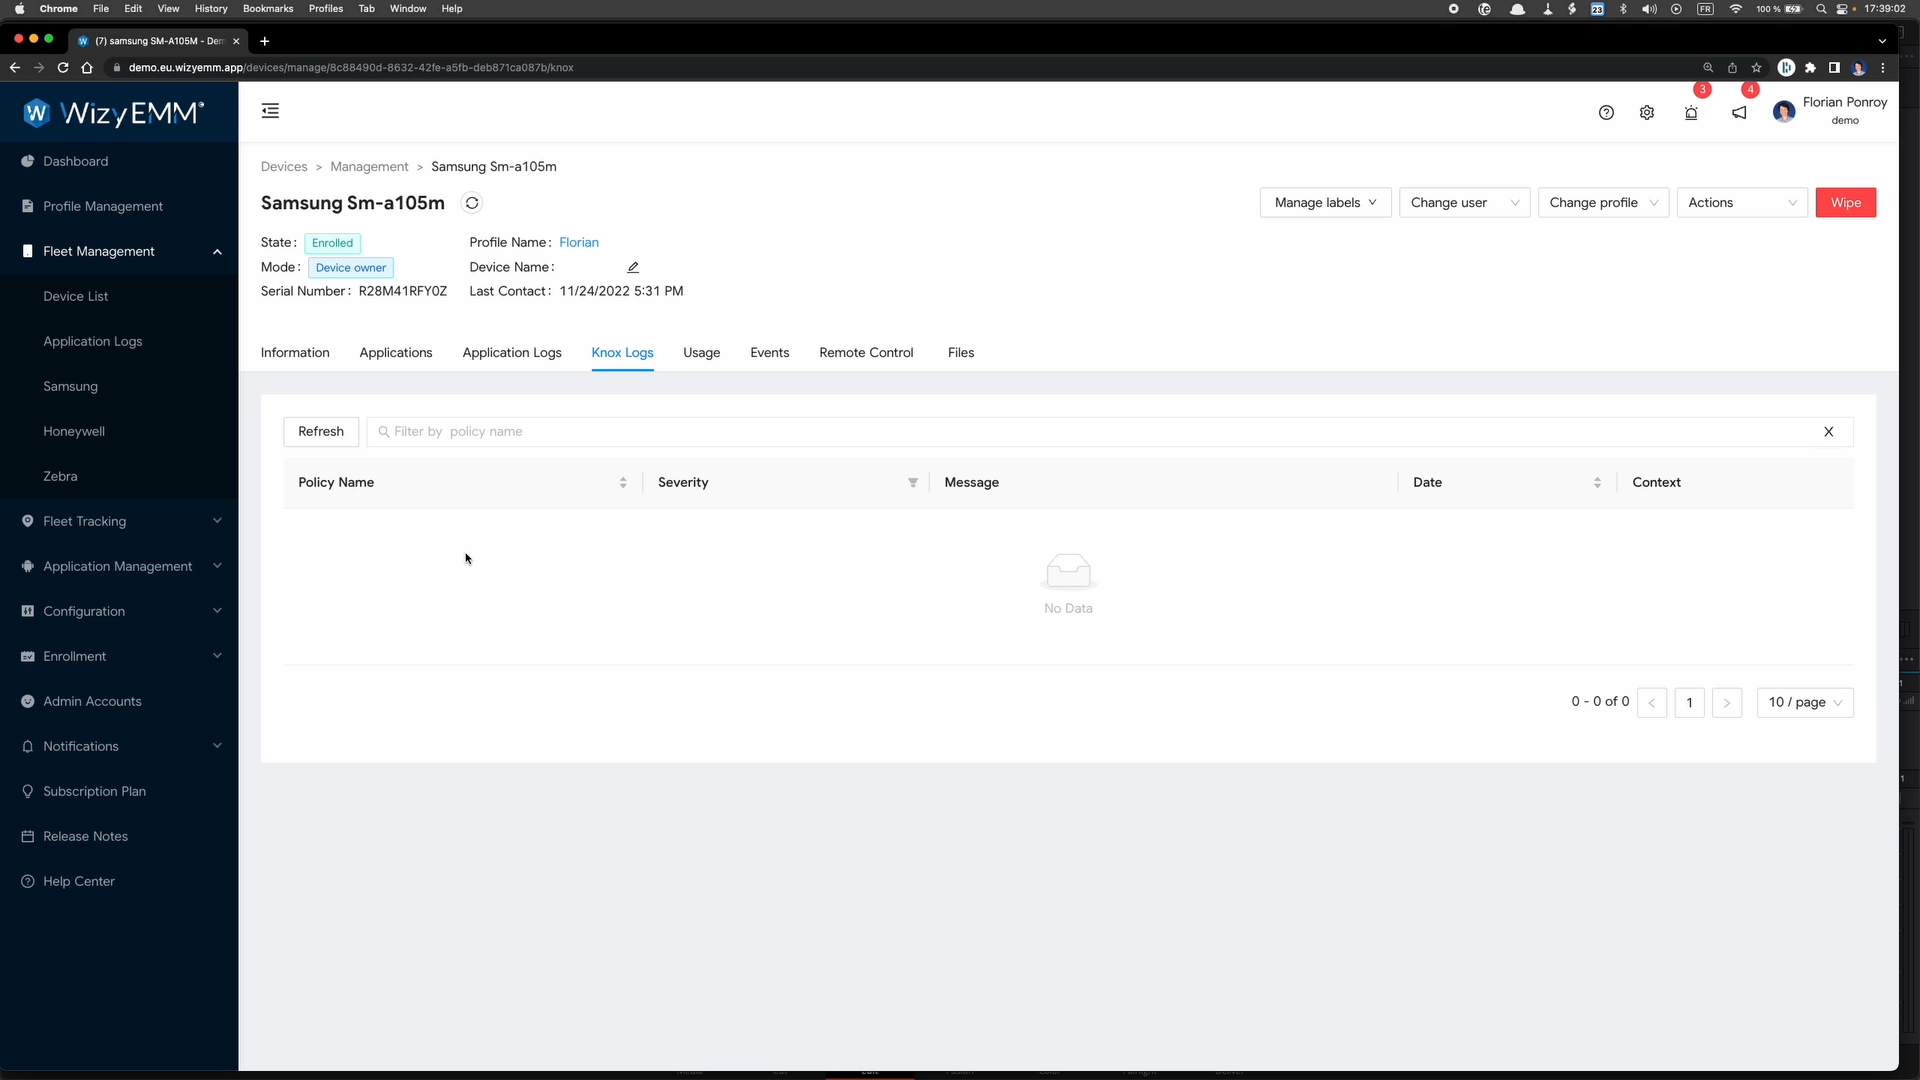 Chrome File Edit View History Bookmarks Profiles Tab Window Help 23 FR 100 % 17:39:02
(7) samsung SM-A105M - Dem
demo.eu.wizyemm.app/devices/manage/8c88490d-8632-42fe-a5fb-deb871ca087b/knox
W WizyEMM
3 4
Florian Ponroy
demo
Dashboard
Profile Management
Fleet Management
Device List
Application Logs
Samsung
Honeywell
Zebra
Fleet Tracking
Application Management
Configuration
Enrollment
Admin Accounts
Notifications
Subscription Plan
Release Notes
Help Center
Devices > Management > Samsung Sm-a105m
Samsung Sm-a105m
Manage labels Change user Change profile Actions Wipe
State: Enrolled Profile Name: Florian
Mode: Device owner Device Name:
Serial Number: R28M41RFY0Z Last Contact: 11/24/2022 5:31 PM
Information Applications Application Logs Knox Logs Usage Events Remote Control Files
Refresh Filter by policy name X
Policy Name Severity Message Date Context
No Data
0 - 0 of 0 < 1 > 10 / page